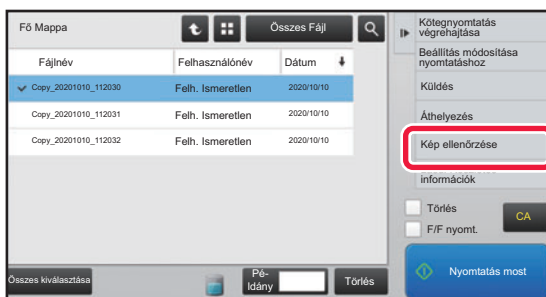 Fő Mappa
Összes Fájl
Fájlnév
Felhasználónév
Dátum
Copy_20201010_112030
Felh. Ismeretlen
2020/10/10
Copy_20201010_112031
Felh. Ismeretlen
2020/10/10
Copy_20201010_112032
Felh. Ismeretlen
2020/10/10
Összes kiválasztása
Pé-
ldány
Törlés
Kötegnyomtatás
végrehajtása
Beállítás módosítása
nyomtatáshoz
Küldés
Áthelyezés
Kép ellenőrzése
információk
Törlés
F/F nyomt.
CA
Nyomtatás most